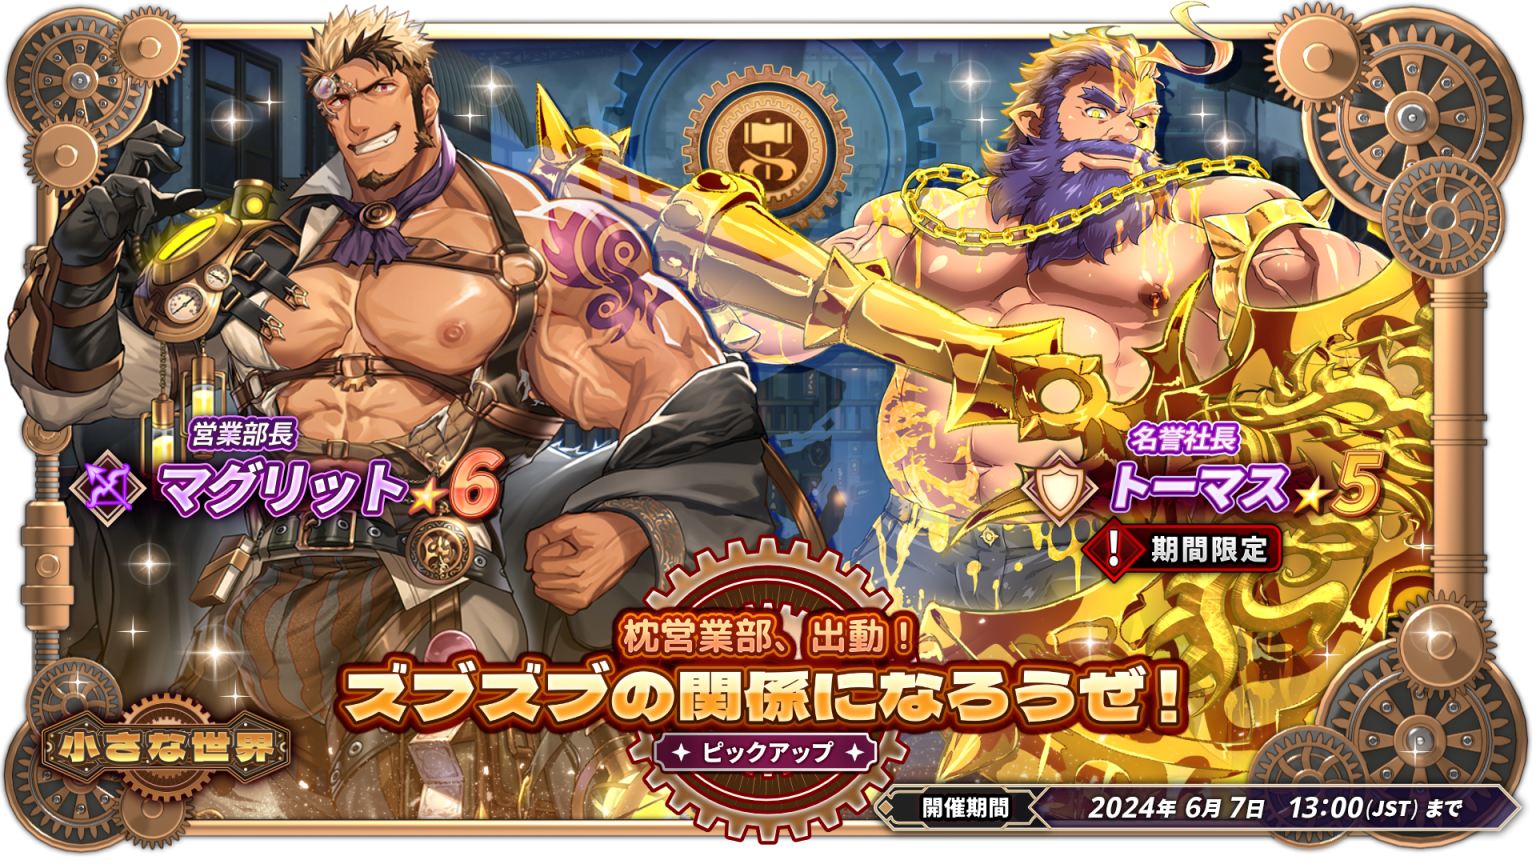 営業部長
マグリット★6
名誉社長
トーマス★5
! 期間限定
枕営業部、出動！
ズブズブの関係になろうぜ！
ピックアップ
小さな世界
開催期間 2024年 6月 7日 13:00(JST) まで